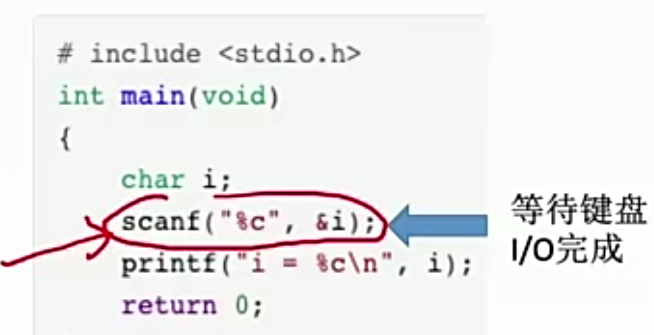 # include <stdio.h>
int main(void)
{
char i;
scanf("%c", &i);
printf("i = %c\n", i);
return 0;
等待键盘
I/O完成